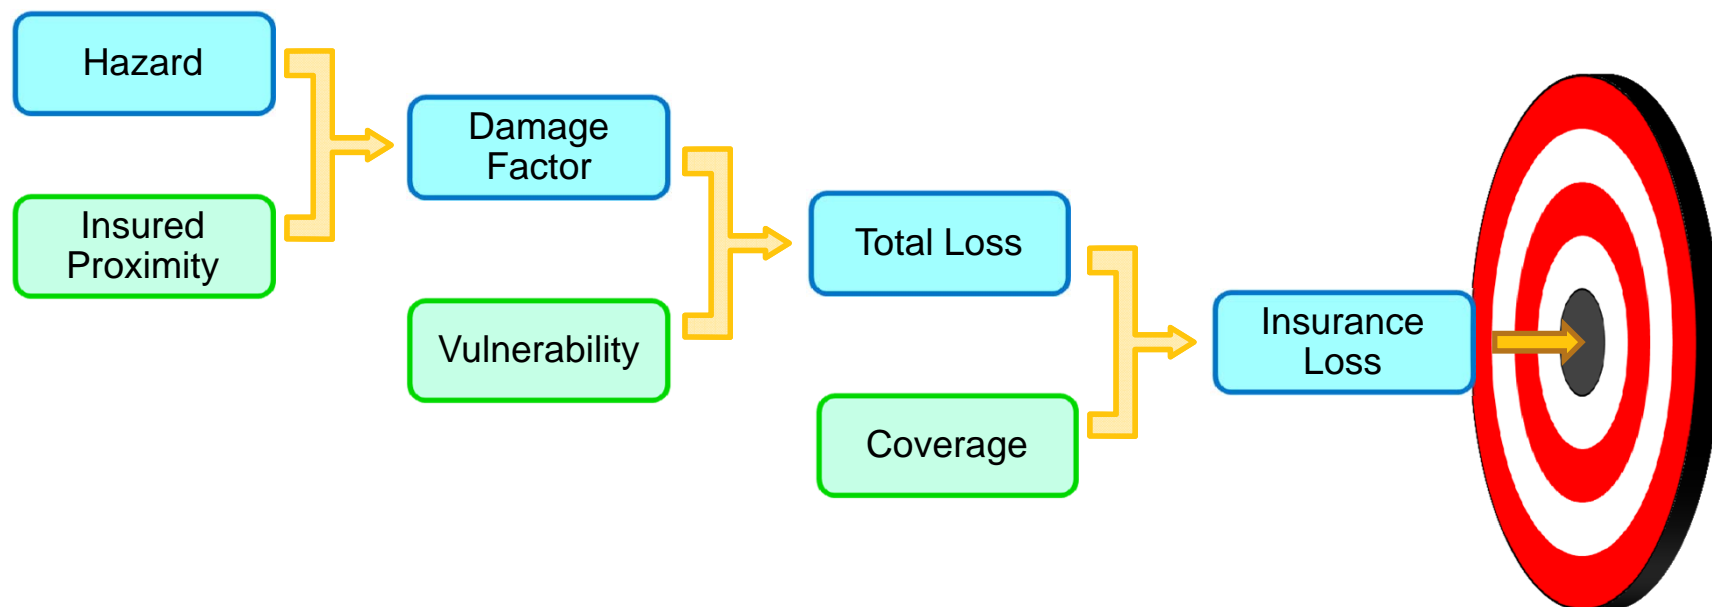 Hazard
Insured
Proximity
Damage
Factor
Vulnerability
Total Loss
Coverage
Insurance
Loss